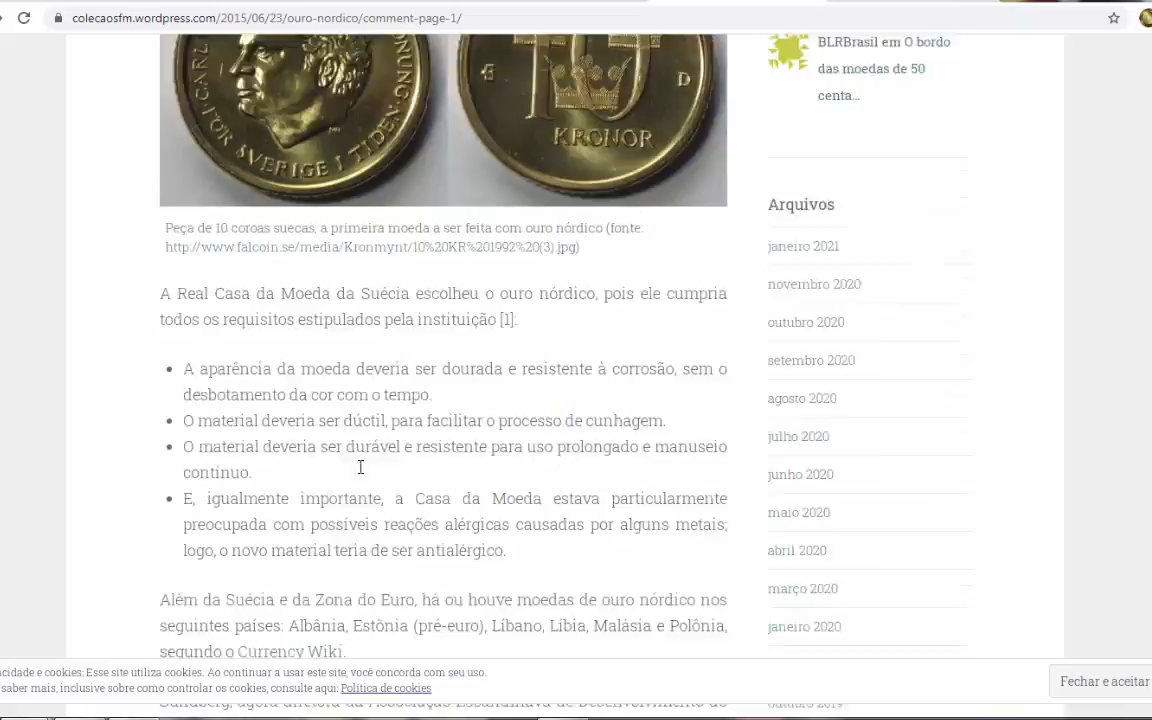 colecaosfm.wordpress.com/2015/06/23/ouro-nordico/comment-page-1/
CARL
FÖR SVERIGE I TIDEN
10
D
KRONOR
Peça de 10 coroas suecas, a primeira moeda a ser feita com ouro nórdico (fonte:
http://www.falcoin.se/media/Kronmynt/10%20KR%201992%20(3).jpg)
A Real Casa da Moeda da Suécia escolheu o ouro nórdico, pois ele cumpria
todos os requisitos estipulados pela instituição [1]:
A aparência da moeda deveria ser dourada e resistente à corrosão, sem o
desbotamento da cor com o tempo.
O material deveria ser dúctil, para facilitar o processo de cunhagem.
O material deveria ser durável e resistente para uso prolongado e manuseio
contínuo.
E, igualmente importante, a Casa da Moeda estava particularmente
preocupada com possíveis reações alérgicas causadas por alguns metais;
logo, o novo material teria de ser antialérgico.
Além da Suécia e da Zona do Euro, há ou houve moedas de ouro nórdico nos
seguintes países: Albânia, Estônia (pré-euro), Líbano, Líbia, Malásia e Polônia,
segundo o Currency Wiki.
BLRBrasil em O bordo
das moedas de 50
centa...
Arquivos
janeiro 2021
novembro 2020
outubro 2020
setembro 2020
agosto 2020
julho 2020
junho 2020
maio 2020
abril 2020
março 2020
janeiro 2020
outubro 2019
acidade e cookies: Esse site utiliza cookies. Ao continuar a usar este site, você concorda com seu uso.
saber mais, inclusive sobre como controlar os cookies, consulte aqui: Política de cookies
Fechar e aceitar